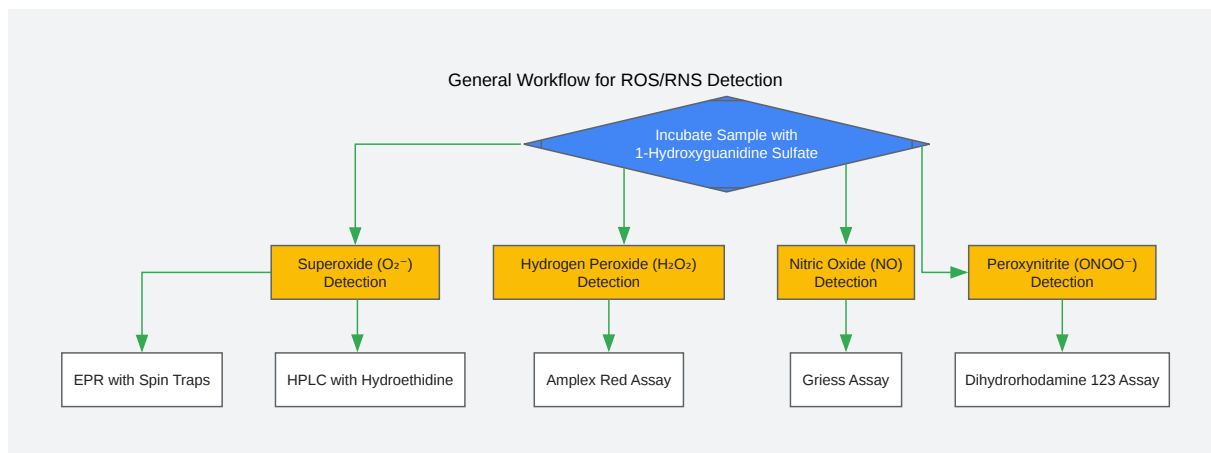 General Workflow for ROS/RNS Detection
Incubate Sample with
1-Hydroxyguanidine Sulfate
Superoxide (O₂⁻)
Detection
Hydrogen Peroxide (H₂O₂)
Detection
Nitric Oxide (NO)
Detection
Peroxynitrite (ONOO⁻)
Detection
EPR with Spin Traps
HPLC with Hydroethidine
Amplex Red Assay
Griess Assay
Dihydrorhodamine 123 Assay